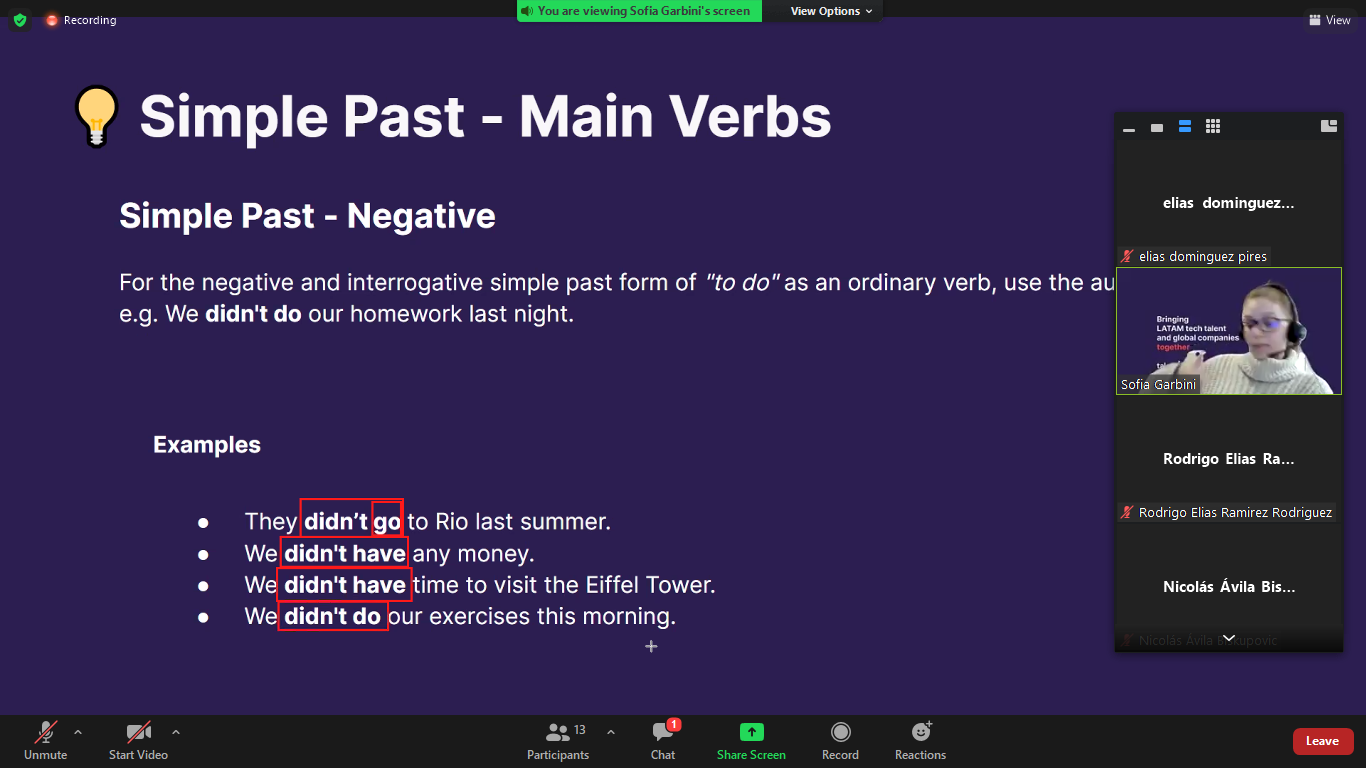 Recording
You are viewing Sofia Garbini's screen
View Options
View
Simple Past - Main Verbs
Simple Past - Negative
For the negative and interrogative simple past form of "to do" as an ordinary verb, use the au
e.g. We didn't do our homework last night.
Examples
They didn't go to Rio last summer.
We didn't have any money.
We didn't have time to visit the Eiffel Tower.
We didn't do our exercises this morning.
elias dominguez...
elias dominguez pires
Bringing
LATAM tech talent
and global companies
together
Sofia Garbini
Rodrigo Elias Ra...
Rodrigo Elias Ramirez Rodriguez
Nicolás Ávila Bis...
Nicolás Ávila
Unmute
Start Video
Participants
13
Chat
1
Share Screen
Record
Reactions
Leave